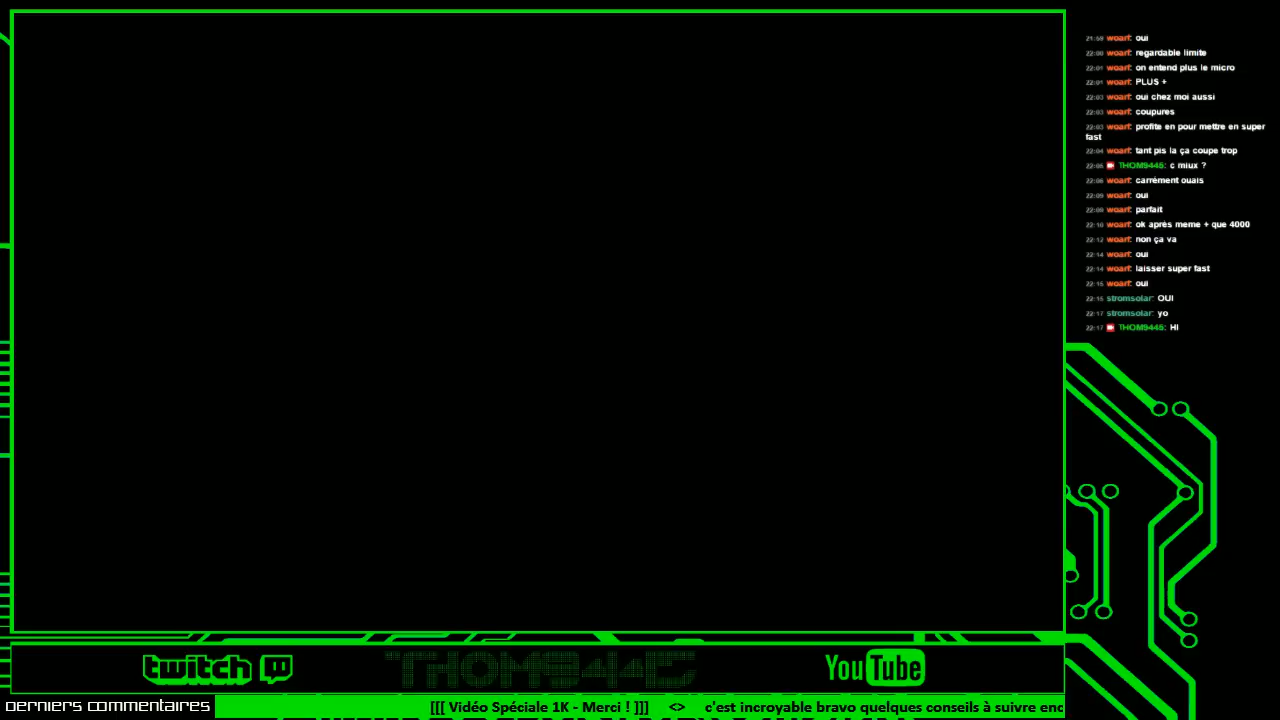 21:59 woarf: oui
22:00 woarf: regardable limite
22:01 woarf: on entend plus le micro
22:01 woarf: PLUS +
22:03 woarf: oui chez moi aussi
22:03 woarf: coupures
22:03 woarf: profite en pour mettre en super
fast
22:04 woarf: tant pis la ça coupe trop
22:05 THOM9445: c miux ?
22:06 woarf: carrément ouais
22:09 woarf: oui
22:09 woarf: parfait
22:10 woarf: ok après meme + que 4000
22:12 woarf: non ça va
22:14 woarf: oui
22:14 woarf: laisser super fast
22:15 woarf: oui
22:15 stromsolar: OUI
22:17 stromsolar: yo
22:17 THOM9445: HI
twitch THOM9445 YouTube
Derniers commentaires [[[ Vidéo Spéciale 1K - Merci ! ]]] <> c'est incroyable bravo quelques conseils à suivre enc